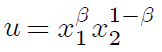 u = x_1^β x_2^{1−β}